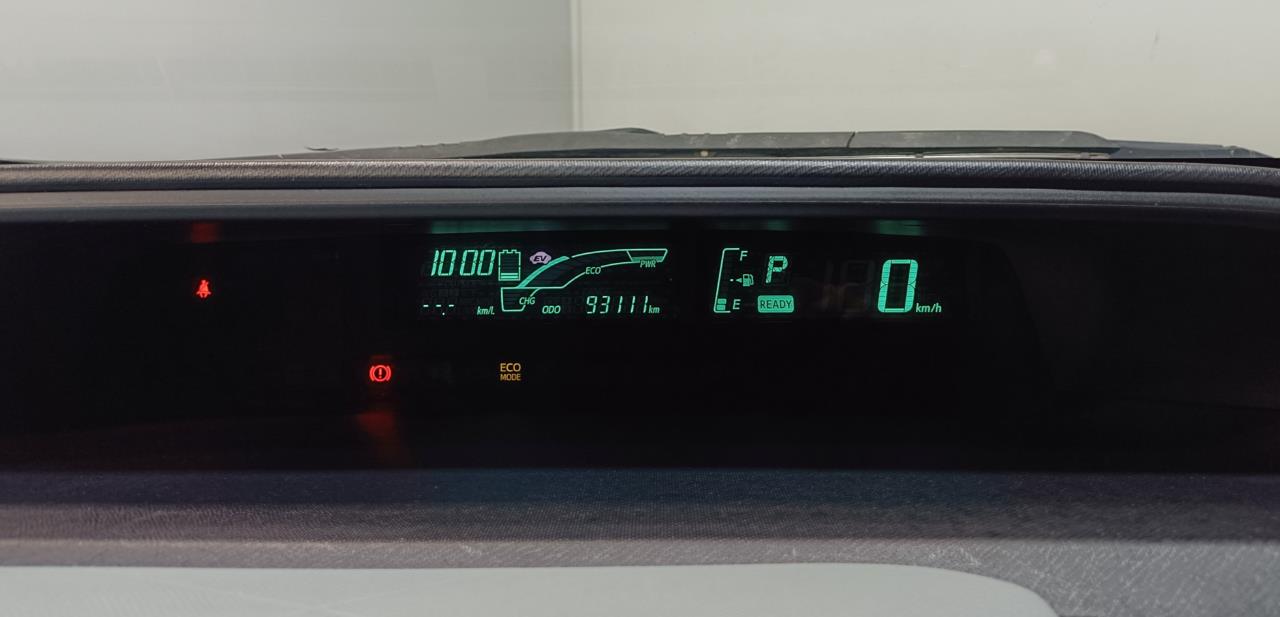 10:00
EV
ECO
PWR
CHG
--.- km/L
ODO 93111 km
F
E
P
READY
0 km/h
ECO
MODE